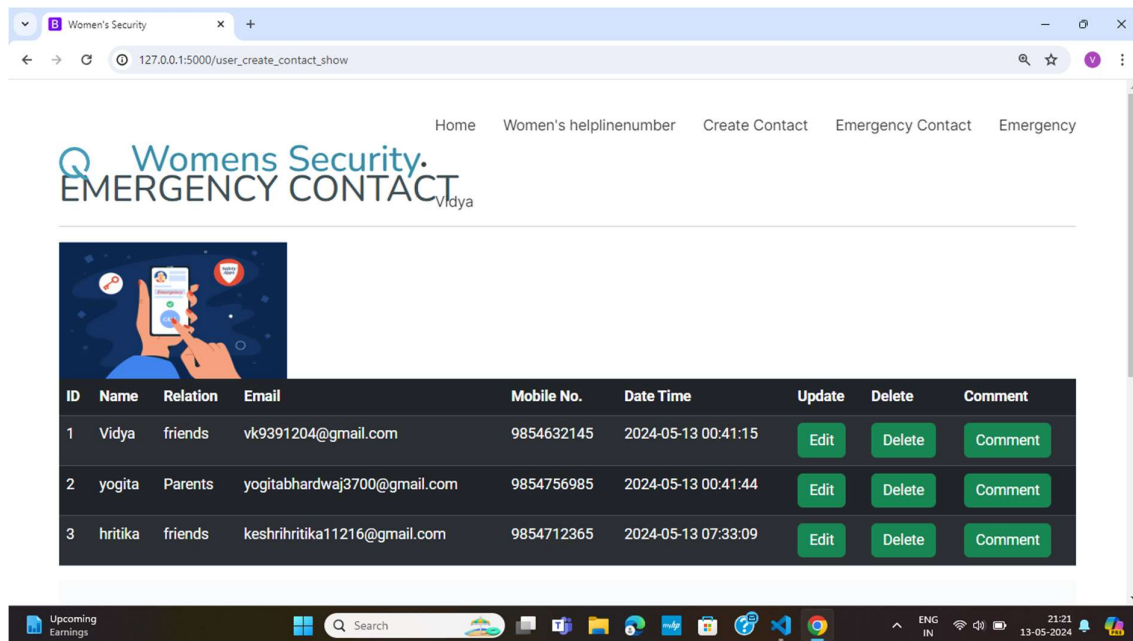 Women's Security
127.0.0.1:5000/user_create_contact_show
V
Home Women's helplinenumber Create Contact Emergency Contact Emergency
Womens Security.
EMERGENCY CONTACT
Vidya
Emergency
ID Name Relation Email Mobile No. Date Time Update Delete Comment
1 Vidya friends vk9391204@gmail.com 9854632145 2024-05-13 00:41:15 Edit Delete Comment
2 yogita Parents yogitabhardwaj3700@gmail.com 9854756985 2024-05-13 00:41:44 Edit Delete Comment
3 hritika friends keshrihritika11216@gmail.com 9854712365 2024-05-13 07:33:09 Edit Delete Comment
Upcoming
Earnings
Search
ENG
IN
21:21
13-05-2024